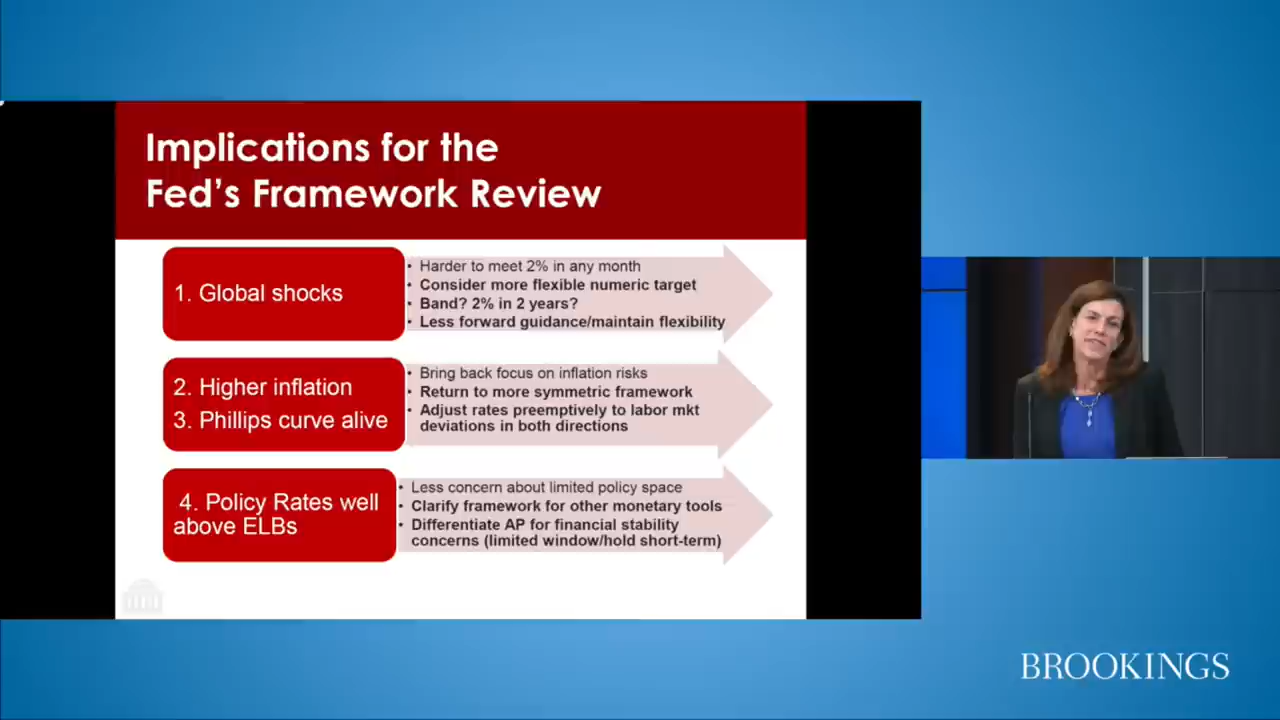 Implications for the
Fed's Framework Review
1. Global shocks
• Harder to meet 2% in any month
• Consider more flexible numeric target
• Band? 2% in 2 years?
• Less forward guidance/maintain flexibility
2. Higher inflation
3. Phillips curve alive
• Bring back focus on inflation risks
• Return to more symmetric framework
• Adjust rates preemptively to labor mkt
deviations in both directions
4. Policy Rates well
above ELBs
• Less concern about limited policy space
• Clarify framework for other monetary tools
• Differentiate AP for financial stability
concerns (limited window/hold short-term)
BROOKINGS